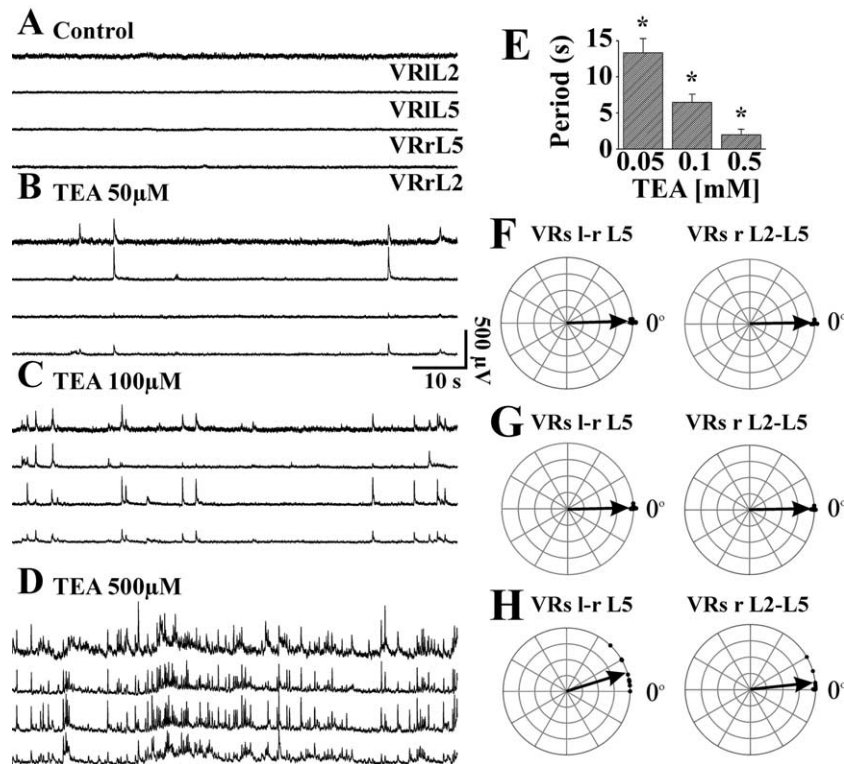 A Control
VRlL2
VRlL5
VRrL5
VRrL2
B TEA 50µM
500 µV
10 s
C TEA 100µM
D TEA 500µM
E
Period (s)
15
10
5
0
* * *
0.05 0.1 0.5
TEA [mM]
F VRs l-r L5 VRs r L2-L5
0° 0°
G VRs l-r L5 VRs r L2-L5
0° 0°
H VRs l-r L5 VRs r L2-L5
0° 0°